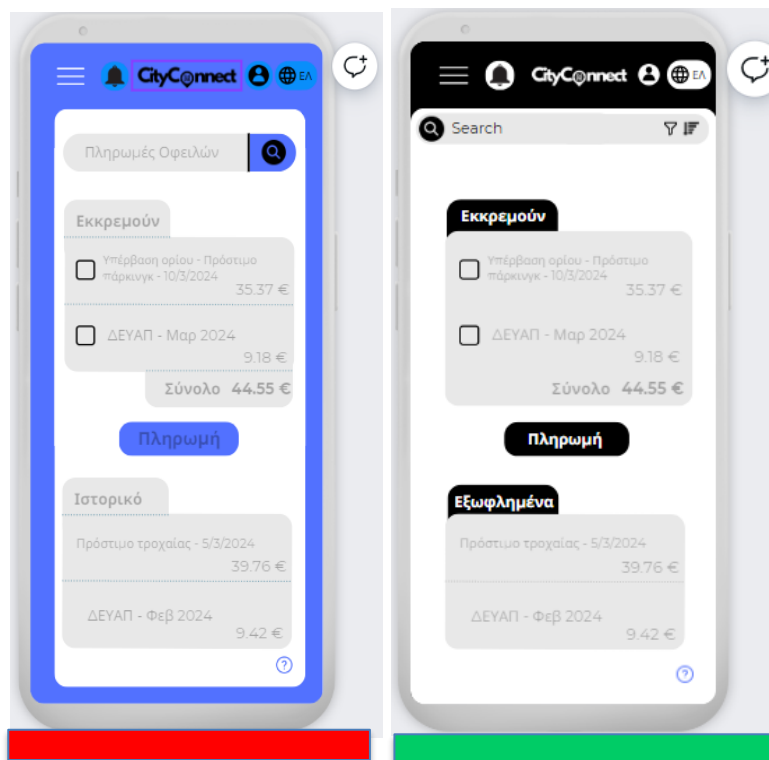 CityConnect
ΕΛ
Πληρωμές Οφειλών
Εκκρεμούν
Υπέρβαση ορίου - Πρόστιμο
πάρκινγκ - 10/3/2024
35.37 €
ΔΕΥΑΠ - Μαρ 2024
9.18 €
Σύνολο 44.55 €
Πληρωμή
Ιστορικό
Πρόστιμο τροχαίας - 5/3/2024
39.76 €
ΔΕΥΑΠ - Φεβ 2024
9.42 €
?
CityConnect
ΕΛ
Search
Εκκρεμούν
Υπέρβαση ορίου - Πρόστιμο
πάρκινγκ - 10/3/2024
35.37 €
ΔΕΥΑΠ - Μαρ 2024
9.18 €
Σύνολο 44.55 €
Πληρωμή
Εξωφλημένα
Πρόστιμο τροχαίας - 5/3/2024
39.76 €
ΔΕΥΑΠ - Φεβ 2024
9.42 €
?